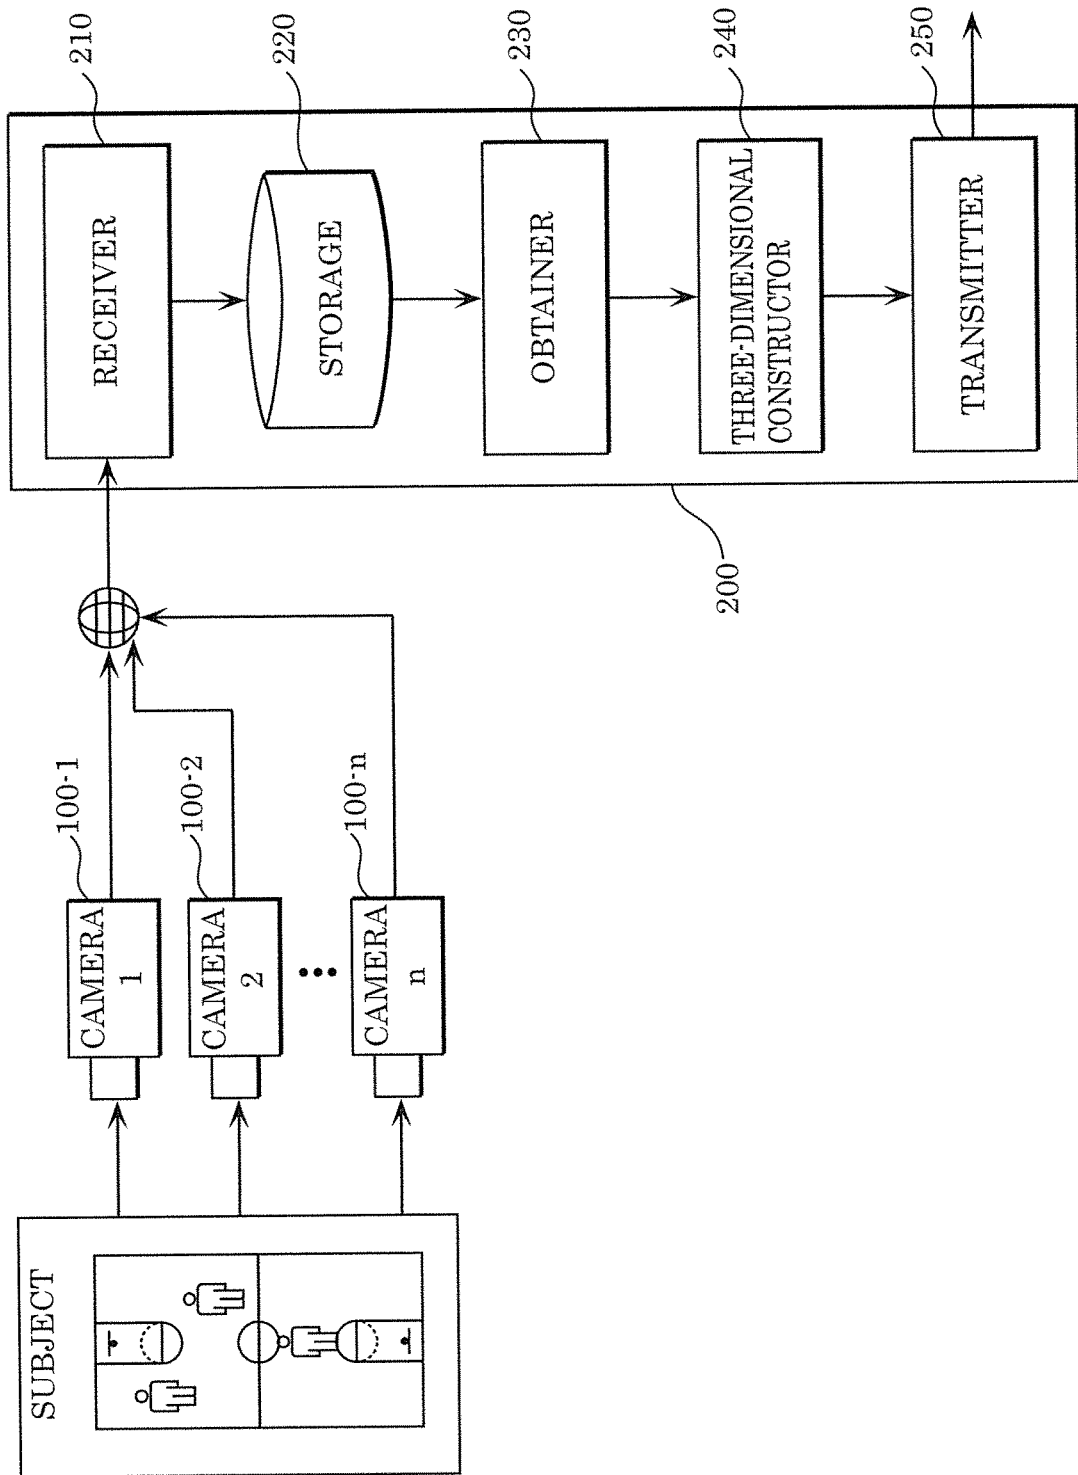 SUBJECT
CAMERA
1
100-1
CAMERA
2
100-2
CAMERA
n
100-n
200
RECEIVER
210
STORAGE
220
OBTAINER
230
THREE-DIMENSIONAL
CONSTRUCTOR
240
TRANSMITTER
250